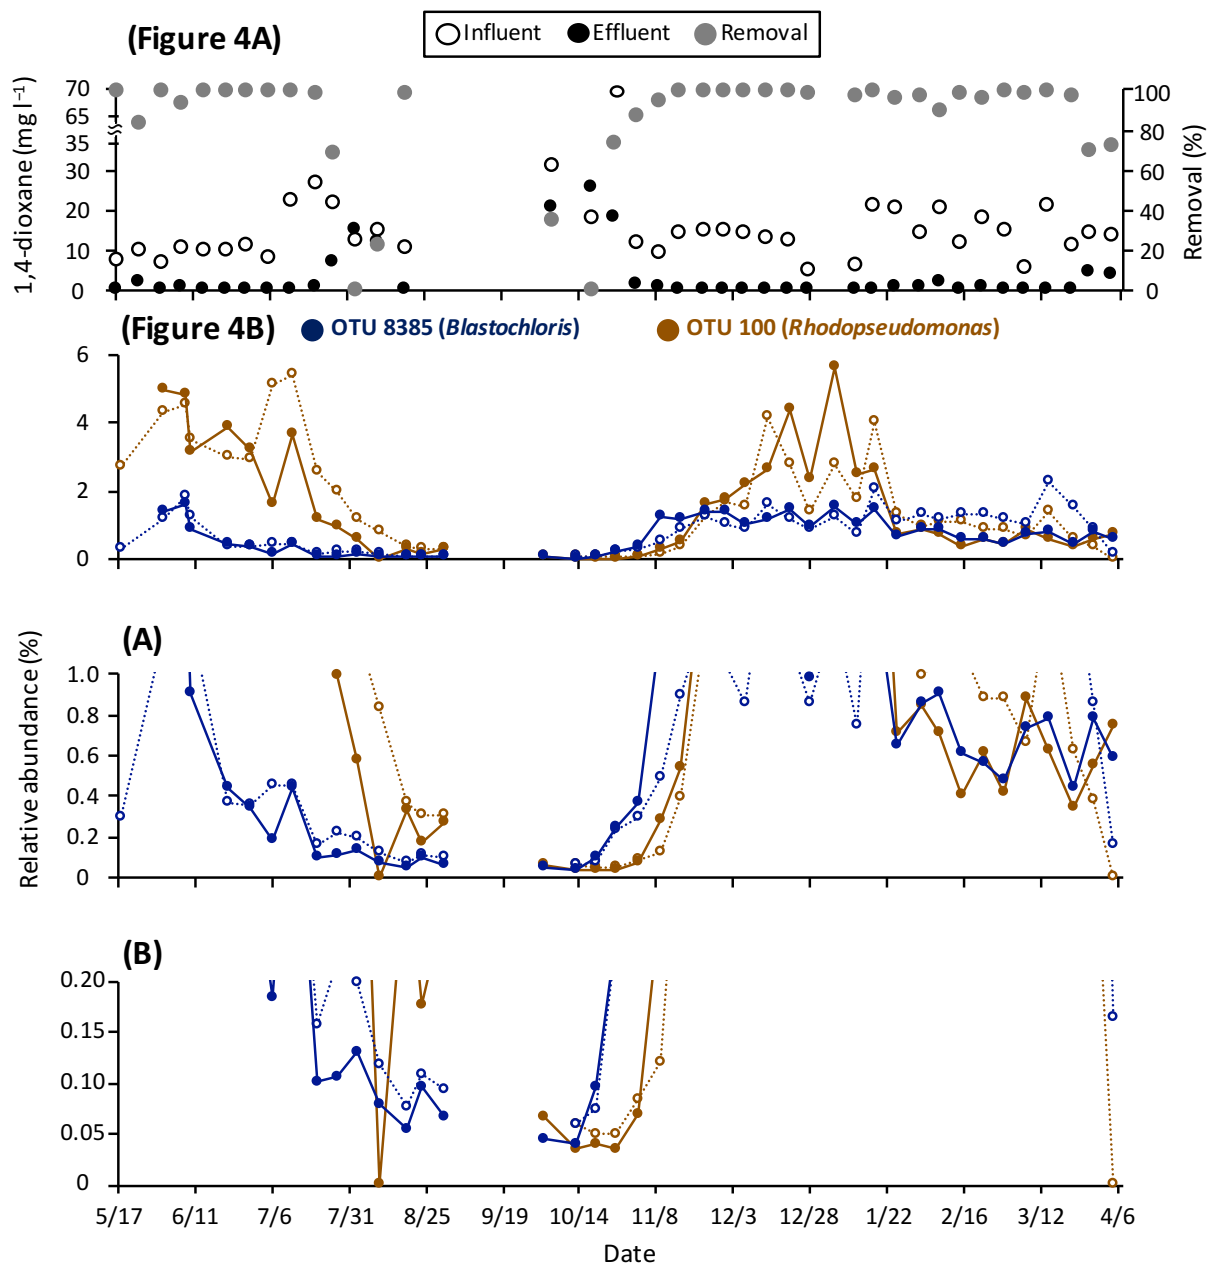 (Figure 4A)
Influent Effluent Removal
1,4-dioxane (mg l⁻¹)
70
65
35
30
20
10
0
100
80
60
40
20
0
Removal (%)
(Figure 4B)
OTU 8385 (Blastochloris)
OTU 100 (Rhodopseudomonas)
6
4
2
0
Relative abundance (%)
(A)
1.0
0.8
0.6
0.4
0.2
0
(B)
0.20
0.15
0.10
0.05
0
5/17 6/11 7/6 7/31 8/25 9/19 10/14 11/8 12/3 12/28 1/22 2/16 3/12 4/6
Date